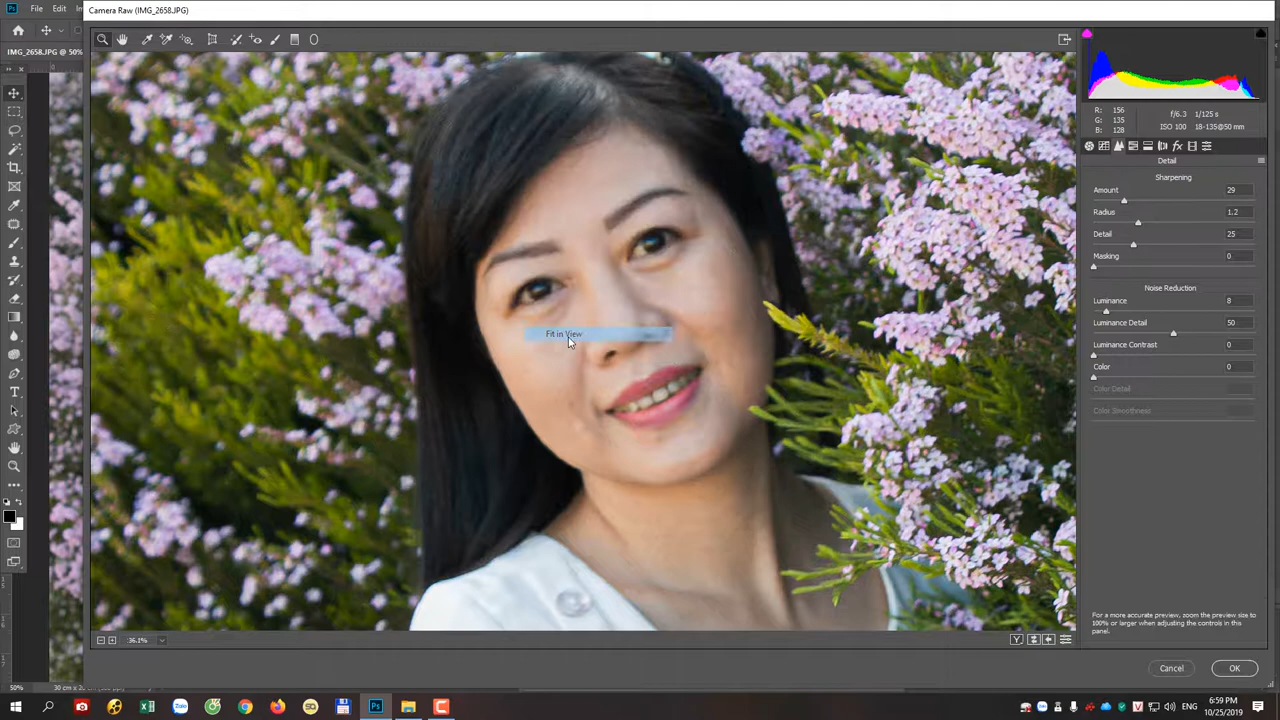 Camera Raw (IMG_2658.JPG)
File
Edit
IMG_2658.JPG @ 50%
Fit in View
R: 156
G: 135
B: 128
f/6.3 1/125 s
ISO 100 18-135@50 mm
Detail
Sharpening
Amount 29
Radius 1.2
Detail 25
Masking 0
Noise Reduction
Luminance 8
Luminance Detail 50
Luminance Contrast 0
Color 0
Color Detail
Color Smoothness
For a more accurate preview, zoom the preview size to
100% or larger when adjusting the controls in this
panel.
36.1%
Y
Cancel
OK
50%
Ps
Zalo
ENG
6:59 PM
10/25/2019